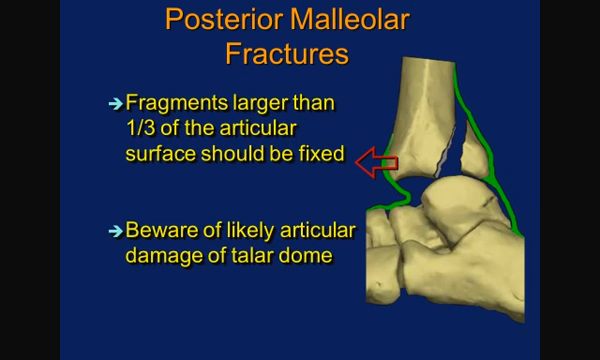 Posterior Malleolar
Fractures
➔Fragments larger than
1/3 of the articular
surface should be fixed
➔Beware of likely articular
damage of talar dome